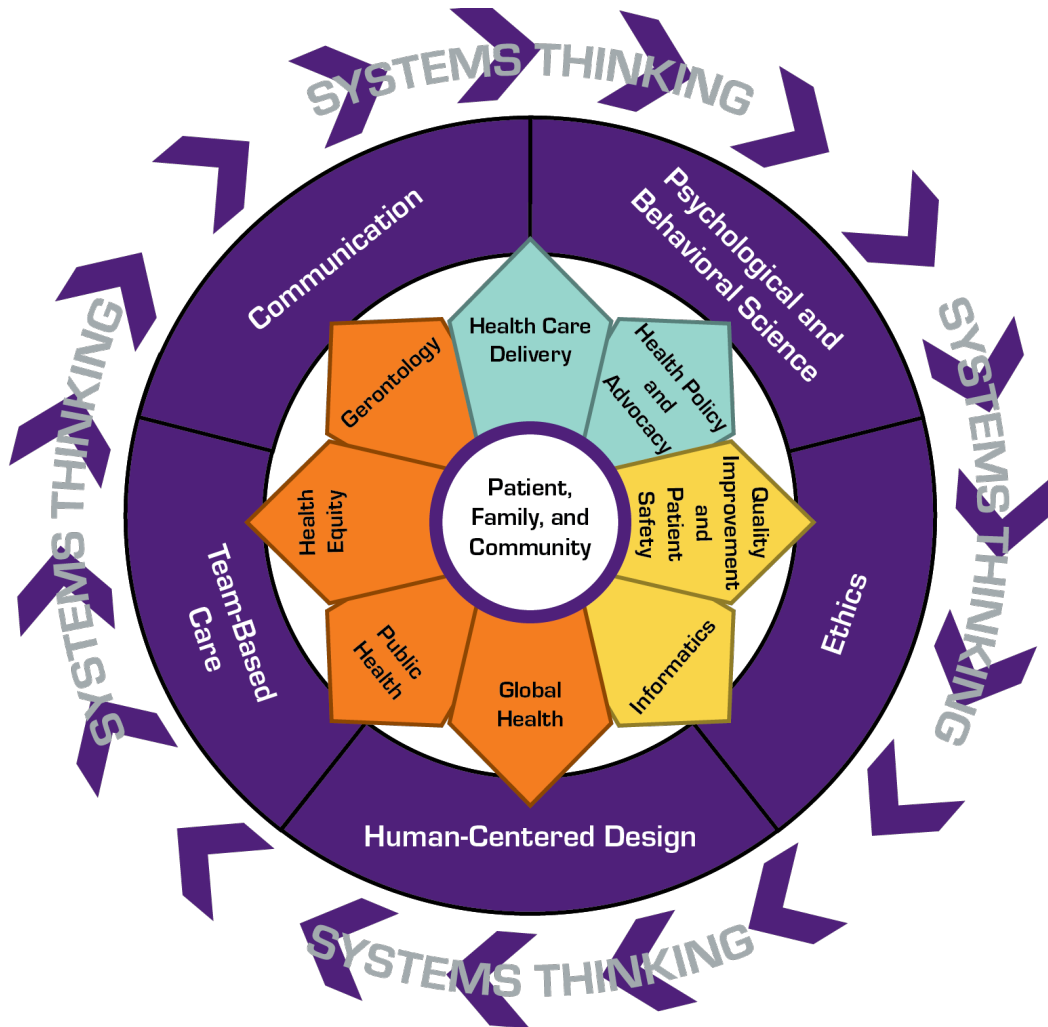 SYSTEMS THINKING
Communication
Psychological and
Behavioral Science
Health Care
Delivery
Health Policy
and
Advocacy
Gerontology
SYSTEMS THINKING
SYSTEMS THINKING
Health
Equity
Patient,
Family, and
Community
Quality
Improvement
and
Patient
Safety
Team-Based
Care
Ethics
Public
Health
Global
Health
Informatics
Human-Centered Design
SYSTEMS THINKING